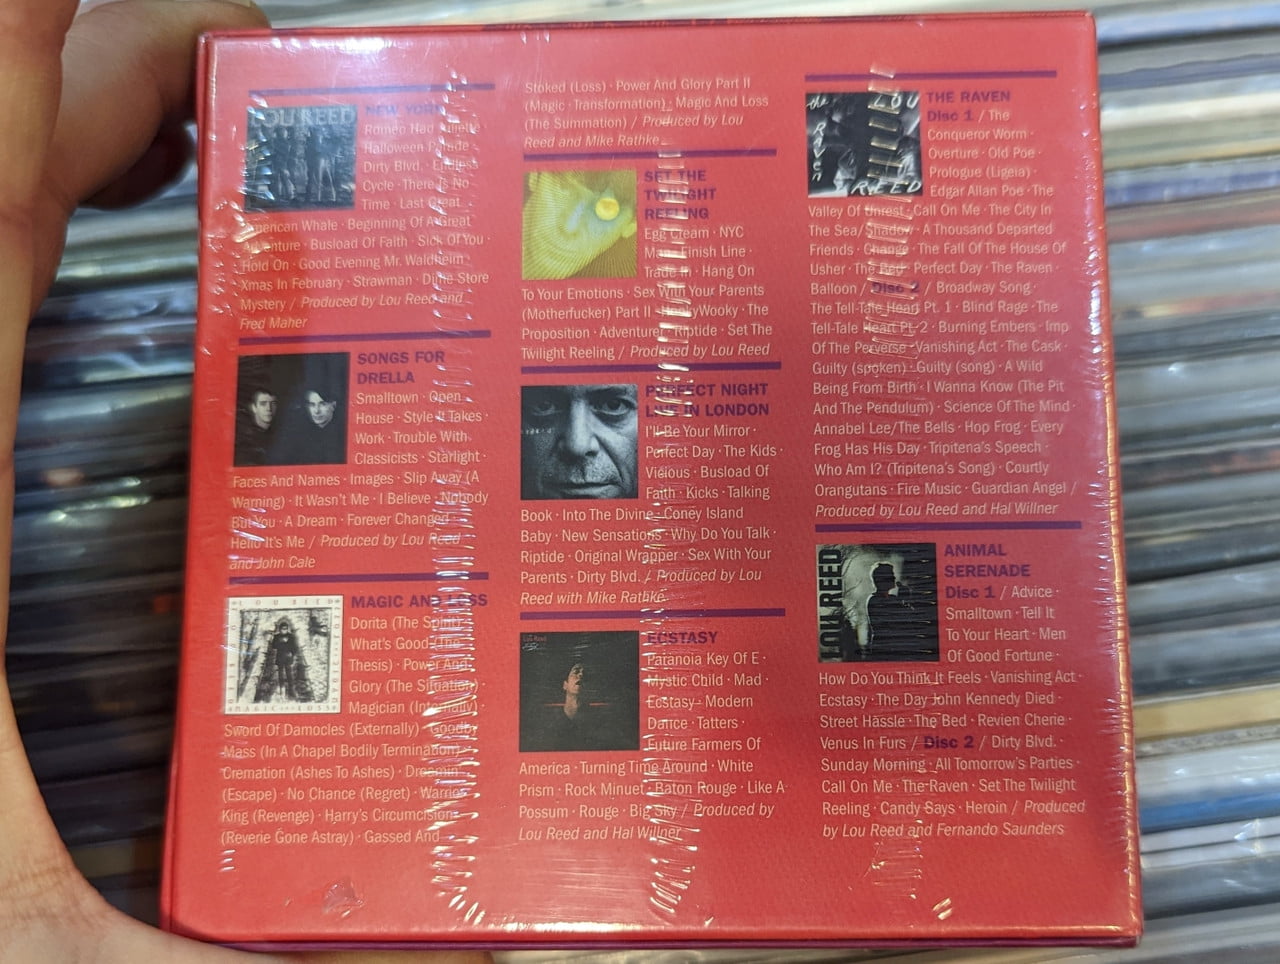 LOU REED
NEW YORK
Romeo Had Juliette ·
Halloween Parade ·
Dirty Blvd. · Endless
Cycle · There Is No
Time · Last Great
American Whale · Beginning Of A Great
Adventure · Busload Of Faith · Sick Of You ·
Hold On · Good Evening Mr. Waldheim ·
Xmas In February · Strawman · Dime Store
Mystery / Produced by Lou Reed and
Fred Maher
SONGS FOR
DRELLA
Smalltown · Open
House · Style It Takes ·
Work · Trouble With
Classicists · Starlight ·
Faces And Names · Images · Slip Away (A
Warning) · It Wasn't Me · I Believe · Nobody
But You · A Dream · Forever Changed ·
Hello It's Me / Produced by Lou Reed
and John Cale
MAGIC AND LOSS
Dorita (The Spirit) ·
What's Good (The
Thesis) · Power And
Glory (The Situation) ·
Magician (Internally) ·
Sword Of Damocles (Externally) · Goodby
Mass (In A Chapel Bodily Termination) ·
Cremation (Ashes To Ashes) · Dreamin'
(Escape) · No Chance (Regret) · Warrior
King (Revenge) · Harry's Circumcision
(Reverie Gone Astray) · Gassed And
Stoked (Loss) · Power And Glory Part II
(Magic · Transformation) · Magic And Loss
(The Summation) / Produced by Lou
Reed and Mike Rathke
SET THE
TWILIGHT
REELING
Egg Cream · NYC
Man · Finish Line ·
Trade In · Hang On
To Your Emotions · Sex With Your Parents
(Motherfucker) Part II · HookyWooky · The
Proposition · Adventurer · Riptide · Set The
Twilight Reeling / Produced by Lou Reed
PERFECT NIGHT
LIVE IN LONDON
I'll Be Your Mirror ·
Perfect Day · The Kids ·
Vicious · Busload Of
Faith · Kicks · Talking
Book · Into The Divine · Coney Island
Baby · New Sensations · Why Do You Talk ·
Riptide · Original Wrapper · Sex With Your
Parents · Dirty Blvd. / Produced by Lou
Reed with Mike Rathke
ECSTASY
Paranoia Key Of E ·
Mystic Child · Mad ·
Ecstasy · Modern
Dance · Tatters ·
Future Farmers Of
America · Turning Time Around · White
Prism · Rock Minuet · Baton Rouge · Like A
Possum · Rouge · Big Sky / Produced by
Lou Reed and Hal Willner
the LOU
RAVEN
REED
THE RAVEN
Disc 1 / The
Conqueror Worm ·
Overture · Old Poe ·
Prologue (Ligeia) ·
Edgar Allan Poe · The
Valley Of Unrest · Call On Me · The City In
The Sea/Shadow · A Thousand Departed
Friends · Change · The Fall Of The House Of
Usher · The Bed · Perfect Day · The Raven ·
Balloon / Disc 2 / Broadway Song ·
The Tell-Tale Heart Pt. 1 · Blind Rage · The
Tell-Tale Heart Pt. 2 · Burning Embers · Imp
Of The Perverse · Vanishing Act · The Cask ·
Guilty (spoken) · Guilty (song) · A Wild
Being From Birth · I Wanna Know (The Pit
And The Pendulum) · Science Of The Mind ·
Annabel Lee/The Bells · Hop Frog · Every
Frog Has His Day · Tripitena's Speech ·
Who Am I? (Tripitena's Song) · Courtly
Orangutans · Fire Music · Guardian Angel /
Produced by Lou Reed and Hal Willner
LOU REED
ANIMAL
SERENADE
Disc 1 / Advice ·
Smalltown · Tell It
To Your Heart · Men
Of Good Fortune ·
How Do You Think It Feels · Vanishing Act ·
Ecstasy · The Day John Kennedy Died ·
Street Hassle · The Bed · Revien Cherie ·
Venus In Furs / Disc 2 / Dirty Blvd. ·
Sunday Morning · All Tomorrow's Parties ·
Call On Me · The Raven · Set The Twilight
Reeling · Candy Says · Heroin / Produced
by Lou Reed and Fernando Saunders